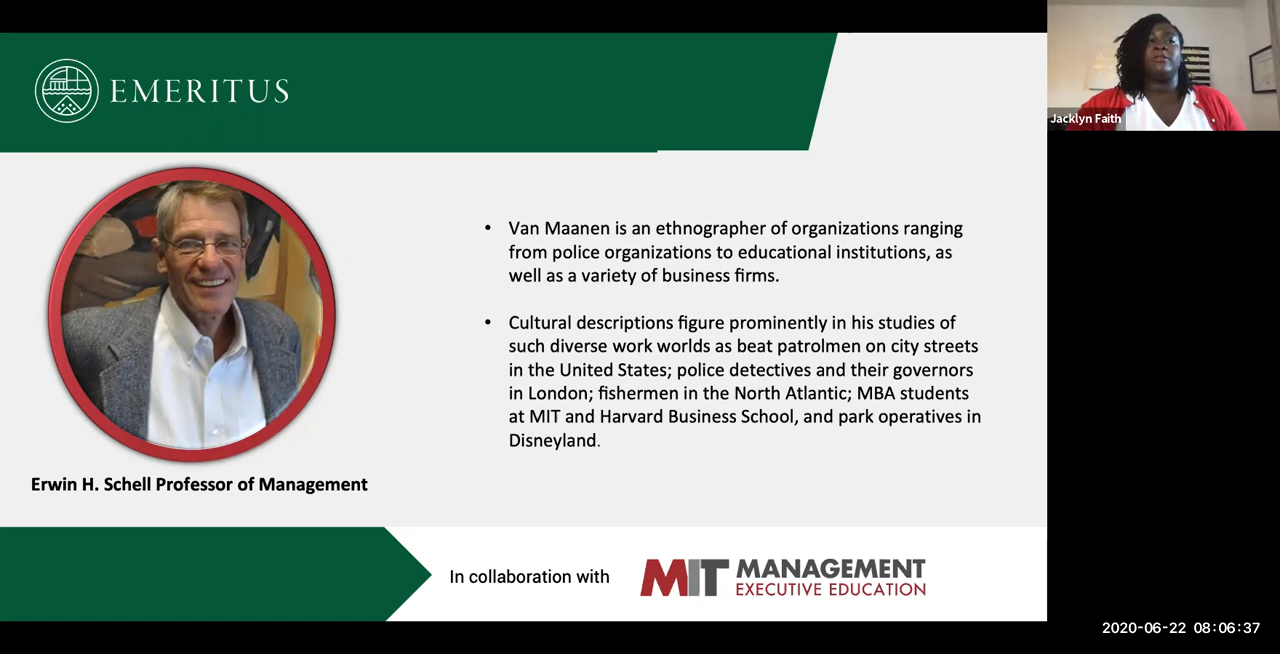 EMERITUS
Jacklyn Faith
• Van Maanen is an ethnographer of organizations ranging
from police organizations to educational institutions, as
well as a variety of business firms.
• Cultural descriptions figure prominently in his studies of
such diverse work worlds as beat patrolmen on city streets
in the United States; police detectives and their governors
in London; fishermen in the North Atlantic; MBA students
at MIT and Harvard Business School, and park operatives in
Disneyland.
Erwin H. Schell Professor of Management
In collaboration with
MIT MANAGEMENT
EXECUTIVE EDUCATION
2020-06-22 08:06:37